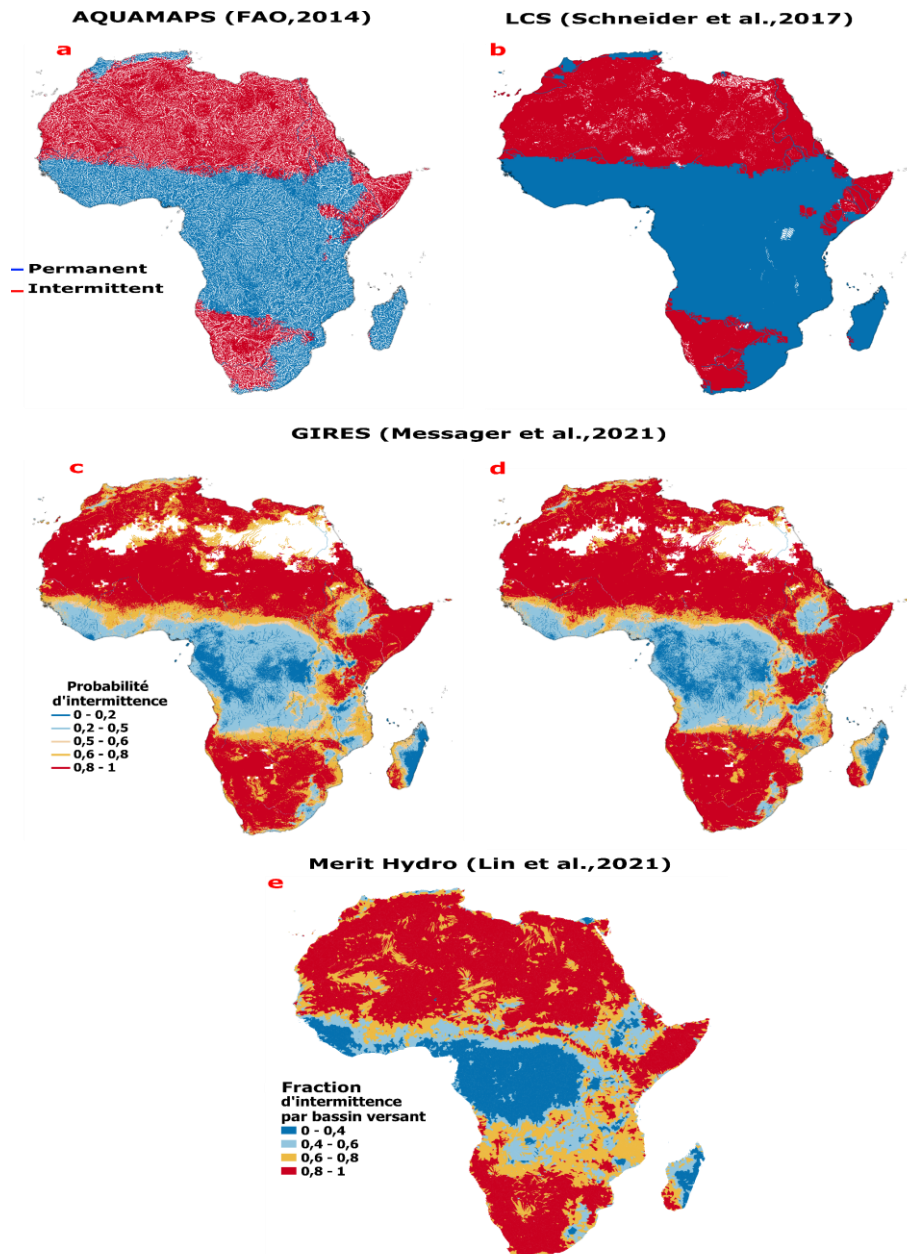 AQUAMAPS (FAO,2014)
LCS (Schneider et al.,2017)
a
b
Permanent
Intermittent
GIRES (Messager et al.,2021)
c
d
Probabilité
d'intermittence
0 - 0,2
0,2 - 0,5
0,5 - 0,6
0,6 - 0,8
0,8 - 1
Merit Hydro (Lin et al.,2021)
e
Fraction
d'intermittence
par bassin versant
0 - 0,4
0,4 - 0,6
0,6 - 0,8
0,8 - 1